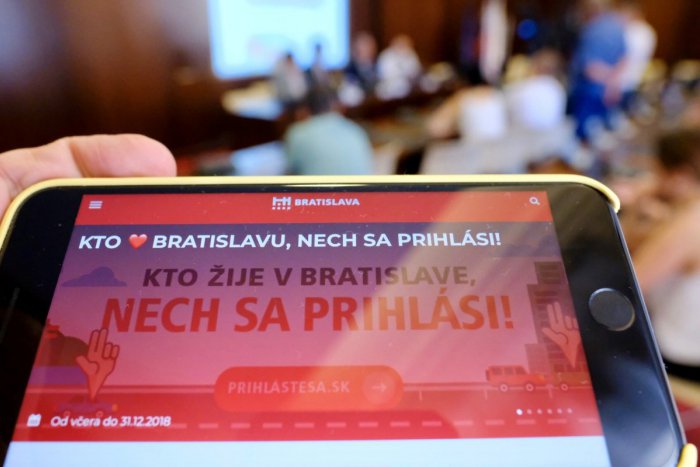 BRATISLAVA
KTO ❤ BRATISLAVU, NECH SA PRIHLÁSI!
KTO ŽIJE V BRATISLAVE,
NECH SA PRIHLÁSI!
PRIHLÁSTESA.SK
Od včera do 31.12.2018